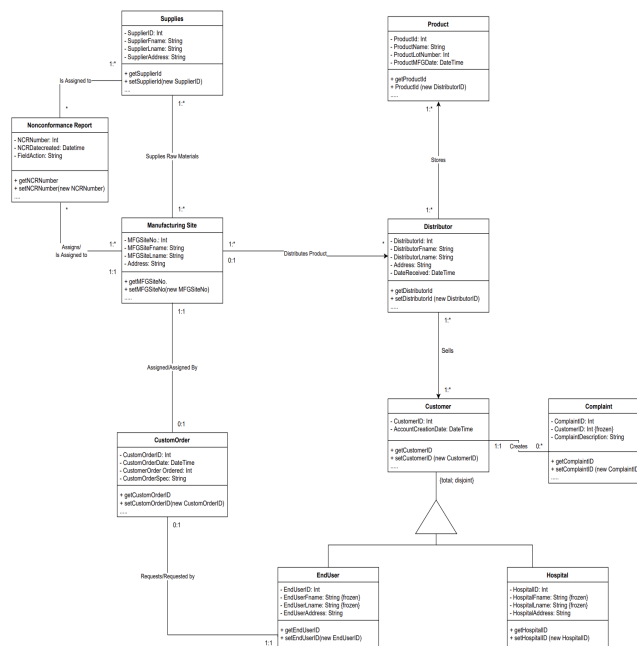 Supplies
- SupplierID: Int
- SupplierFname: String
- SupplierLname: String
- SupplierAddress: String
+ getSupplierId
+ setSupplierId(new SupplierID)
....
1:*
Is Assigned to
*
1:*
Nonconformance Report
- NCRNumber: Int
- NCRDatecreated: Datetime
- FieldAction: String
+ getNCRNumber
+ setNCRNumber(new NCRNumber)
....
*
Supplies Raw Materials
1:*
Assigns/
Is Assigned to
1:*
1:1
Manufacturing Site
- MFGSiteNo.: Int
- MFGSiteFname: String
- MFGSiteLname: String
- Address: String
+ getMFGSiteNo.
+ setMFGSiteNo(new MFGSiteNo)
.....
1:*
0:1
Distributes Product
*
1:1
Assigned/Assigned By
0:1
CustomOrder
- CustomOrderID: Int
- CustomOrderDate: DateTime
- CustomerOrder Ordered: Int
- CustomOrderSpec: String
+ getCustomOrderID
+ setCustomOrderID(new CustomOrderID)
.....
0:1
Requests/Requested by
1:1
Product
- ProductId: Int
- ProductName: String
- ProductLotNumber: Int
- ProductMFGDate: DateTime
+ getProductId
+ ProductId (new DistributorID)
.....
1:*
Stores
1:*
Distributor
- DistributorId: Int
- DistributorFname: String
- DistributorLname: String
- Address: String
- DateReceived: DateTime
+ getDistributorId
+ setDistributorId (new DistributorID)
.....
1:*
Sells
1:*
Customer
- CustomerID: Int
- AccountCreationDate: DateTime
+ getCustomerID
+ setCustomerID (new CustomerID)
.....
{total; disjoint}
1:1 Creates 0:*
Complaint
- ComplaintID: Int
- CustomerID: Int {frozen}
- ComplaintDescription: String
+ getComplaintID
+ setComplaintID (new ComplaintID
.....
EndUser
- EndUserID: Int
- EndUserFname: String {frozen}
- EndUserLname: String {frozen}
- EndUserAddress: String
+ getEndUserID
+ setEndUserID(new EndUserID)
Hospital
- HospitalID: Int
- HospitalFname: String {frozen}
- HospitalLname: String {frozen}
- HospitalAddress: String
+ getHospitalID
+ setHospitalID (new HospitalID)